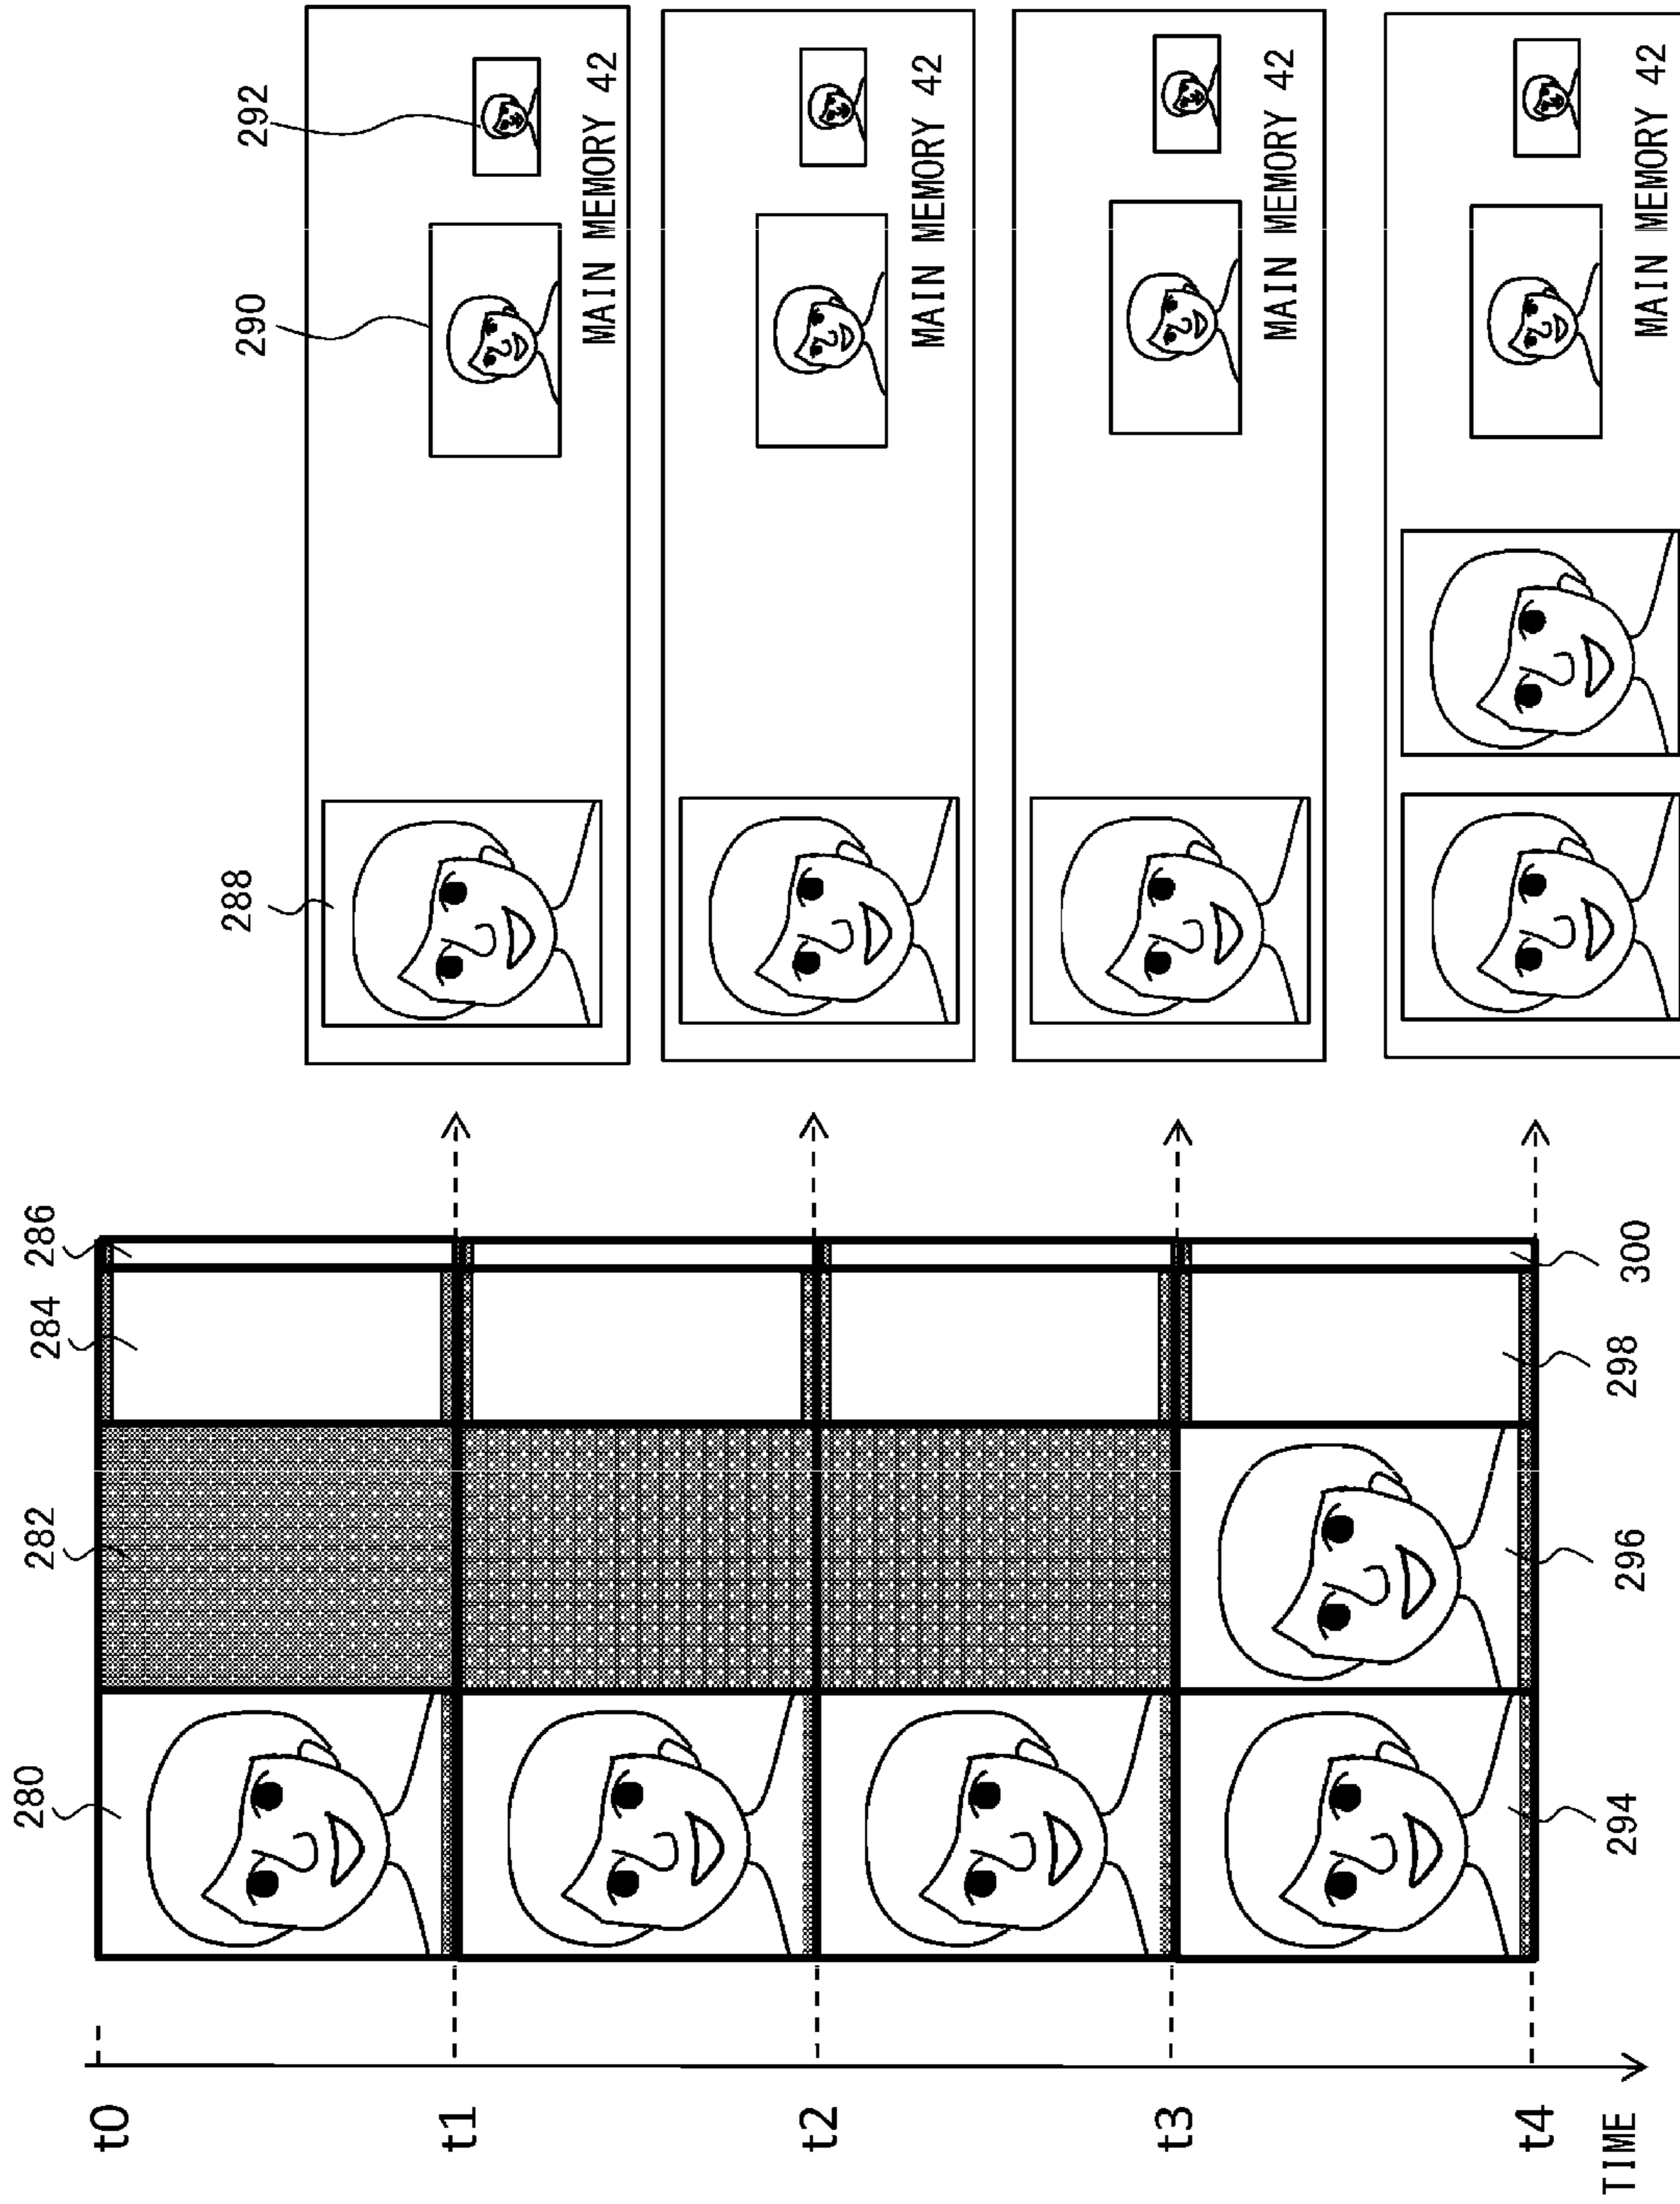 280
282
284
286
288
290
292
t0
MAIN MEMORY 42
t1
MAIN MEMORY 42
t2
MAIN MEMORY 42
t3
MAIN MEMORY 42
t4
TIME
294
296
298
300